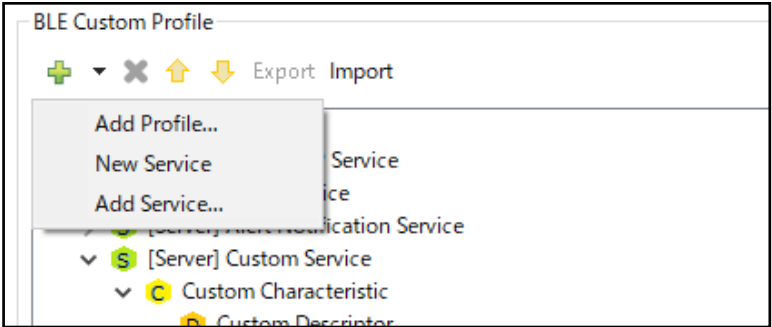 BLE Custom Profile
Export Import
Add Profile...
New Service
Service
Add Service...
S [Server] Alert Notification Service
S [Server] Custom Service
C Custom Characteristic
D Custom Descriptor